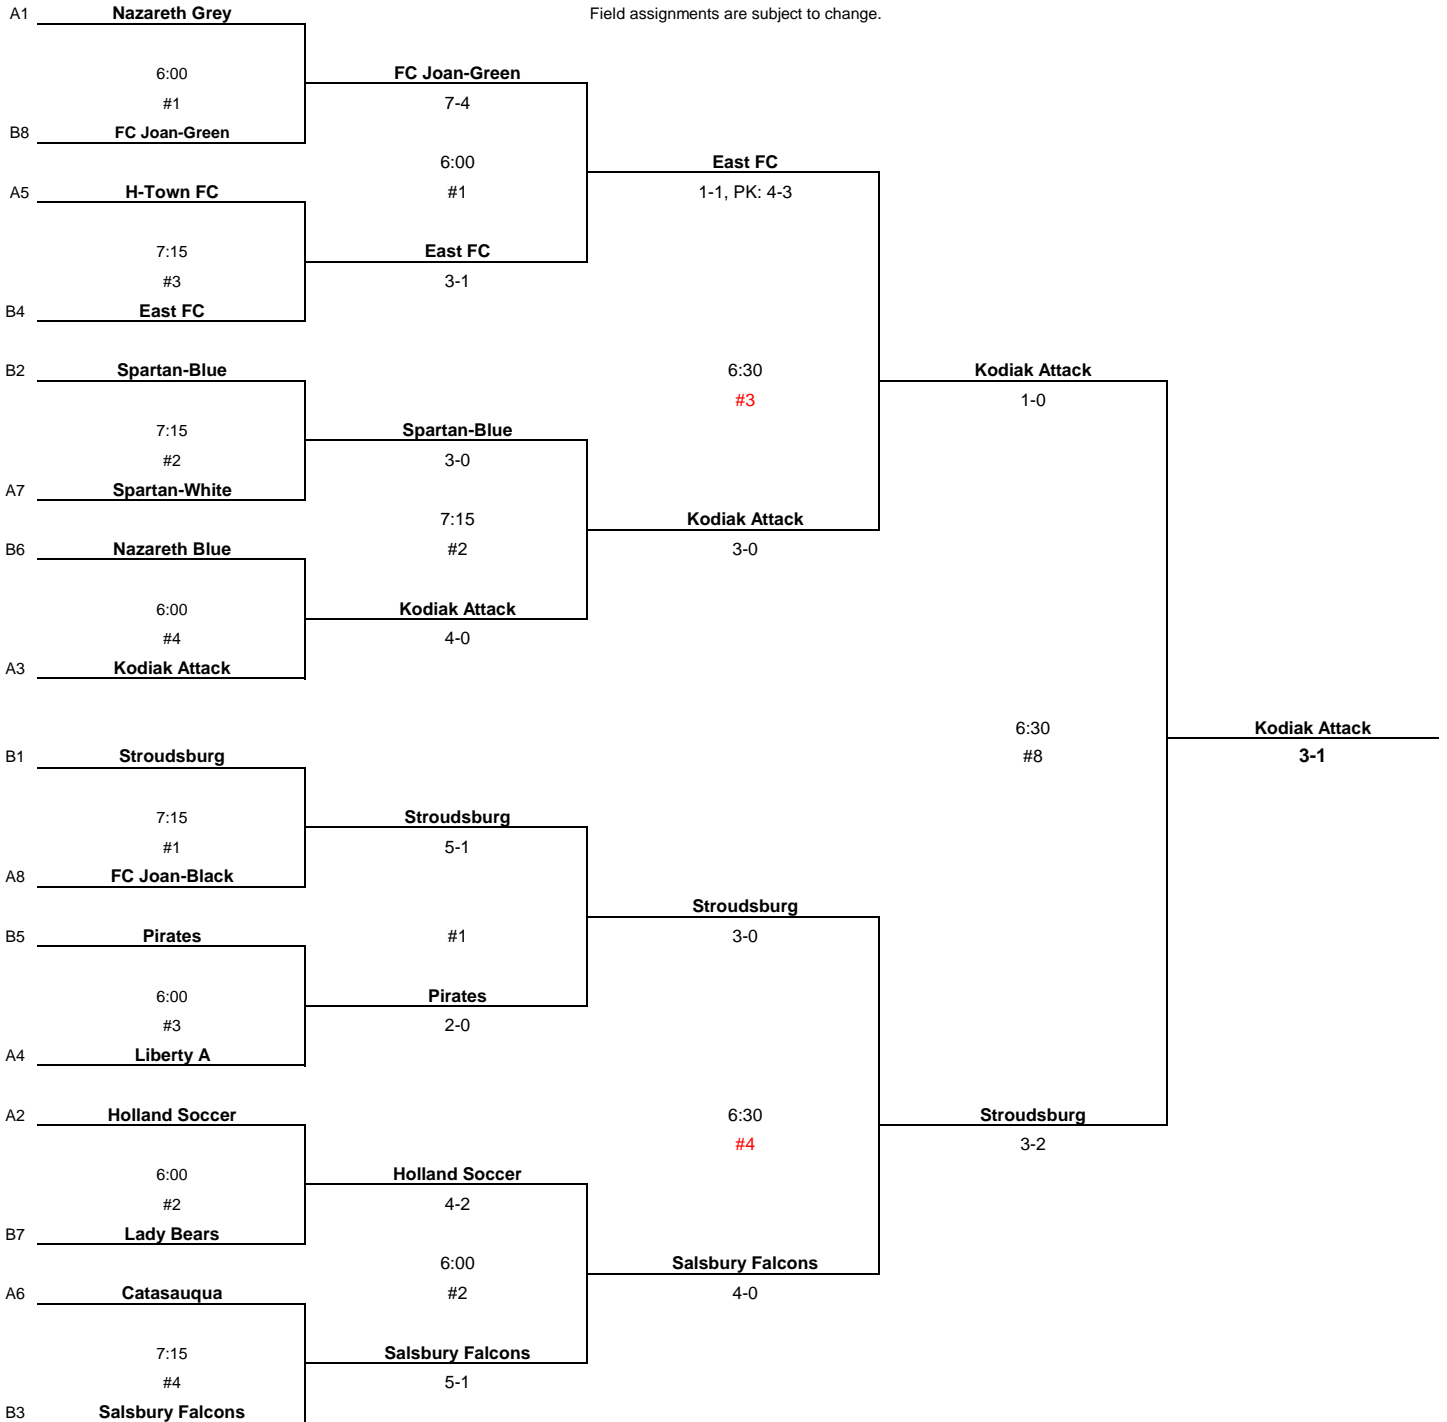 A1 Nazareth Grey Field assignments are subject to change.
6:00 FC Joan-Green
#1 7-4
B8 FC Joan-Green
6:00 East FC
A5 H-Town FC #1 1-1, PK: 4-3
7:15 East FC
#3 3-1
B4 East FC
B2 Spartan-Blue 6:30 Kodiak Attack
#3 1-0
7:15 Spartan-Blue
#2 3-0
A7 Spartan-White
7:15 Kodiak Attack
B6 Nazareth Blue #2 3-0
6:00 Kodiak Attack
#4 4-0
A3 Kodiak Attack
6:30 Kodiak Attack
B1 Stroudsburg #8 3-1
7:15 Stroudsburg
#1 5-1
A8 FC Joan-Black
Stroudsburg
B5 Pirates #1 3-0
6:00 Pirates
#3 2-0
A4 Liberty A
A2 Holland Soccer 6:30 Stroudsburg
#4 3-2
6:00 Holland Soccer
#2 4-2
B7 Lady Bears
6:00 Salsbury Falcons
A6 Catasauqua #2 4-0
7:15 Salsbury Falcons
#4 5-1
B3 Salsbury Falcons